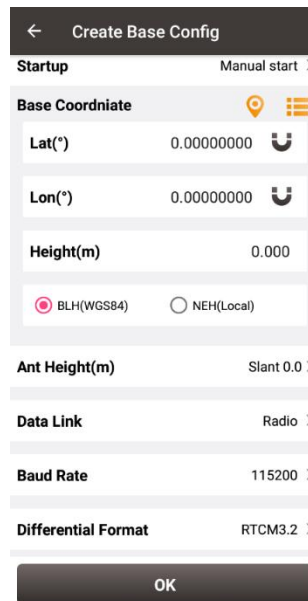 Create Base Config
Startup Manual start
Base Coordniate
Lat(°) 0.00000000
Lon(°) 0.00000000
Height(m) 0.000
BLH(WGS84) NEH(Local)
Ant Height(m) Slant 0.0
Data Link Radio
Baud Rate 115200
Differential Format RTCM3.2
OK